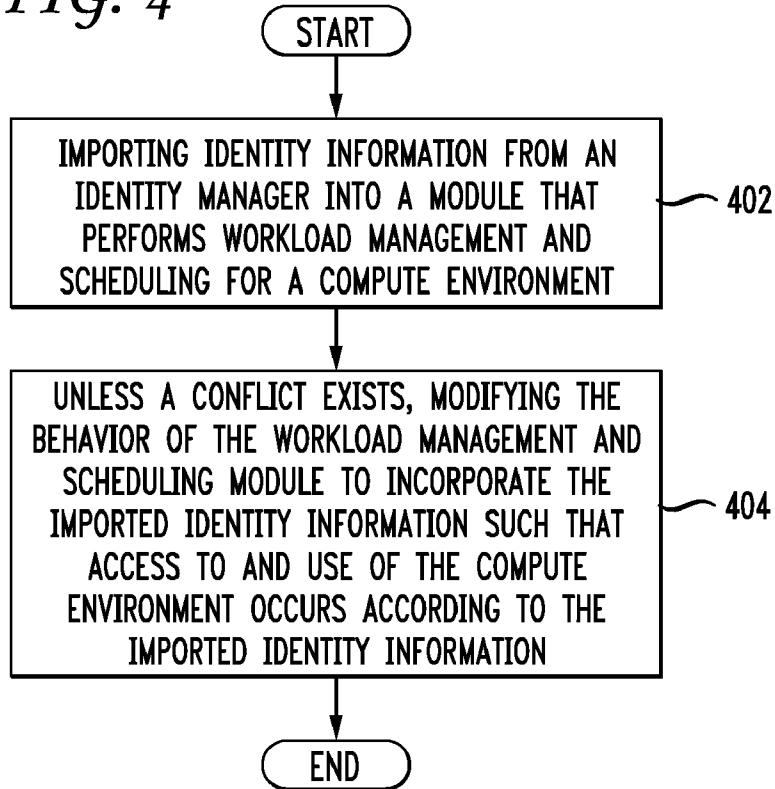 FIG. 4
START
IMPORTING IDENTITY INFORMATION FROM AN
IDENTITY MANAGER INTO A MODULE THAT
PERFORMS WORKLOAD MANAGEMENT AND
SCHEDULING FOR A COMPUTE ENVIRONMENT
402
UNLESS A CONFLICT EXISTS, MODIFYING THE
BEHAVIOR OF THE WORKLOAD MANAGEMENT AND
SCHEDULING MODULE TO INCORPORATE THE
IMPORTED IDENTITY INFORMATION SUCH THAT
ACCESS TO AND USE OF THE COMPUTE
ENVIRONMENT OCCURS ACCORDING TO THE
IMPORTED IDENTITY INFORMATION
404
END